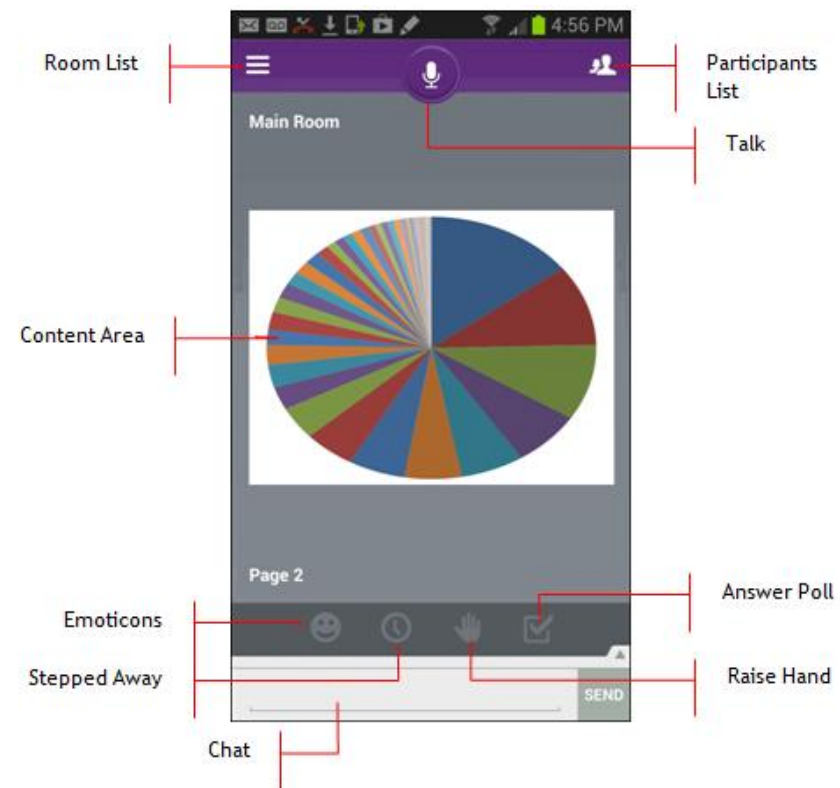 4:56 PM
Room List
Participants
List
Talk
Main Room
Content Area
Page 2
Answer Poll
Emoticons
Stepped Away
Raise Hand
SEND
Chat